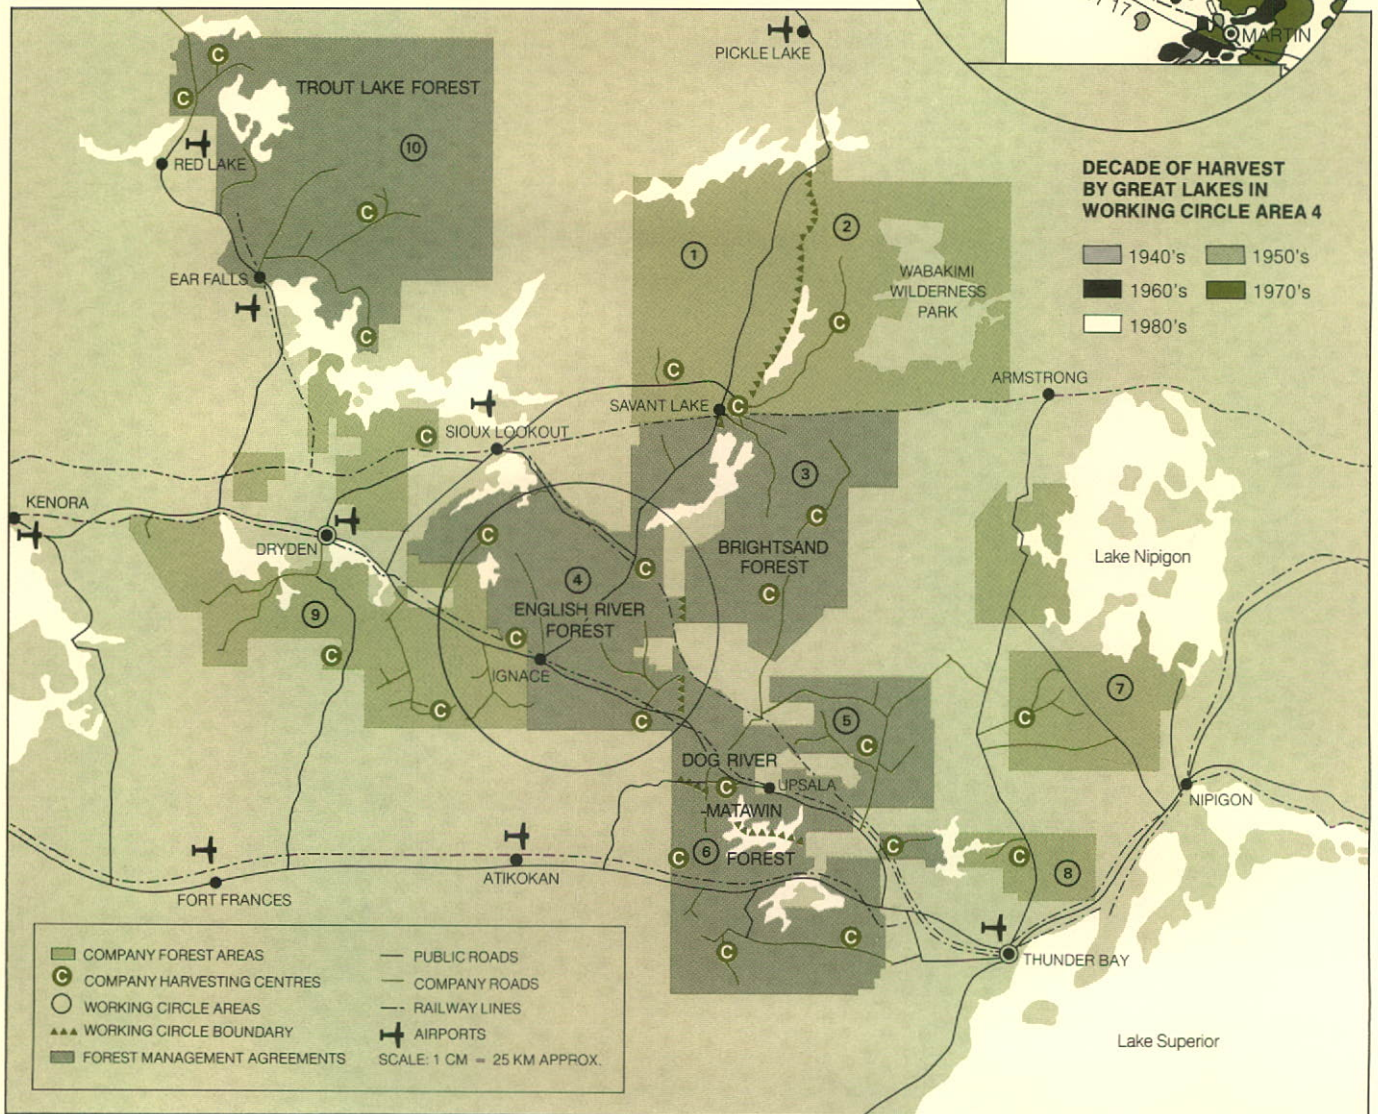 17
MARTIN
PICKLE LAKE
TROUT LAKE FOREST
10
RED LAKE
EAR FALLS
DECADE OF HARVEST
BY GREAT LAKES IN
WORKING CIRCLE AREA 4
1940's
1950's
1960's
1970's
1980's
C
C
C
C
1
2
WABAKIMI
WILDERNESS
PARK
C
C
ARMSTRONG
SAVANT LAKE
C
C
SIOUX LOOKOUT
3
KENORA
DRYDEN
C
C
C
BRIGHTSAND
FOREST
C
Lake Nipigon
4
ENGLISH RIVER
FOREST
9
C
C
IGNACE
C
C
7
C
5
C
DOG RIVER
C
UPSALA
-MATAWIN
NIPIGON
C
6
FOREST
C
C
8
ATIKOKAN
FORT FRANCES
C
C
THUNDER BAY
Lake Superior
COMPANY FOREST AREAS
C COMPANY HARVESTING CENTRES
WORKING CIRCLE AREAS
WORKING CIRCLE BOUNDARY
FOREST MANAGEMENT AGREEMENTS
PUBLIC ROADS
COMPANY ROADS
RAILWAY LINES
AIRPORTS
SCALE: 1 CM = 25 KM APPROX.